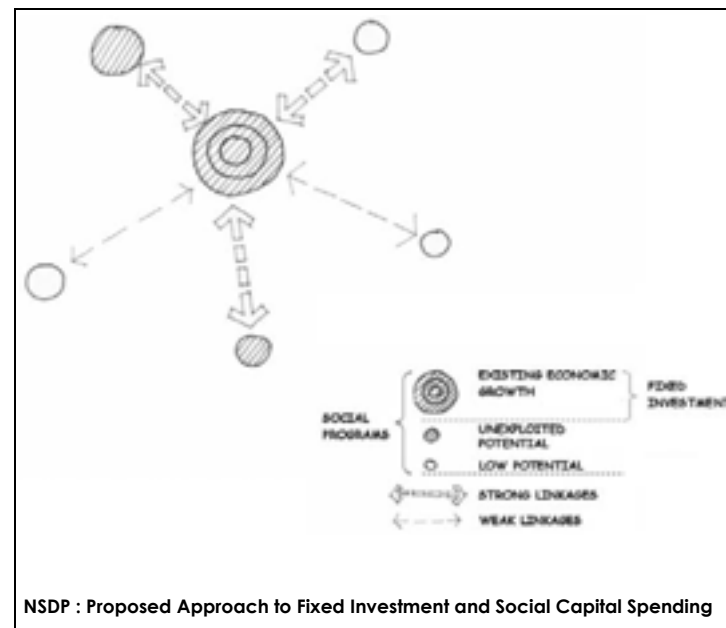 EXISTING ECONOMIC
GROWTH
FIXED
INVESTMENT
SOCIAL
PROGRAMS
UNEXPLOITED
POTENTIAL
LOW POTENTIAL
STRONG LINKAGES
WEAK LINKAGES
NSDP : Proposed Approach to Fixed Investment and Social Capital Spending